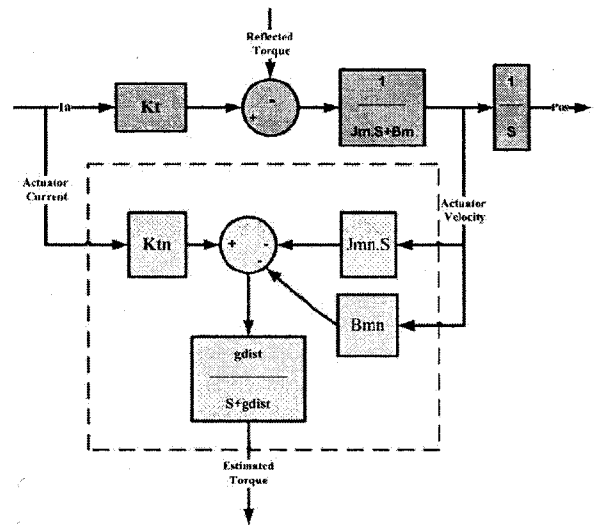 Reflected
Torque
Ia
Kt
-
+
1
Jm.S+Bm
1
S
Pos
Actuator
Current
Actuator
Velocity
Ktn
+
-
-
Jmn.S
Bmn
gdist
S+gdist
Estimated
Torque